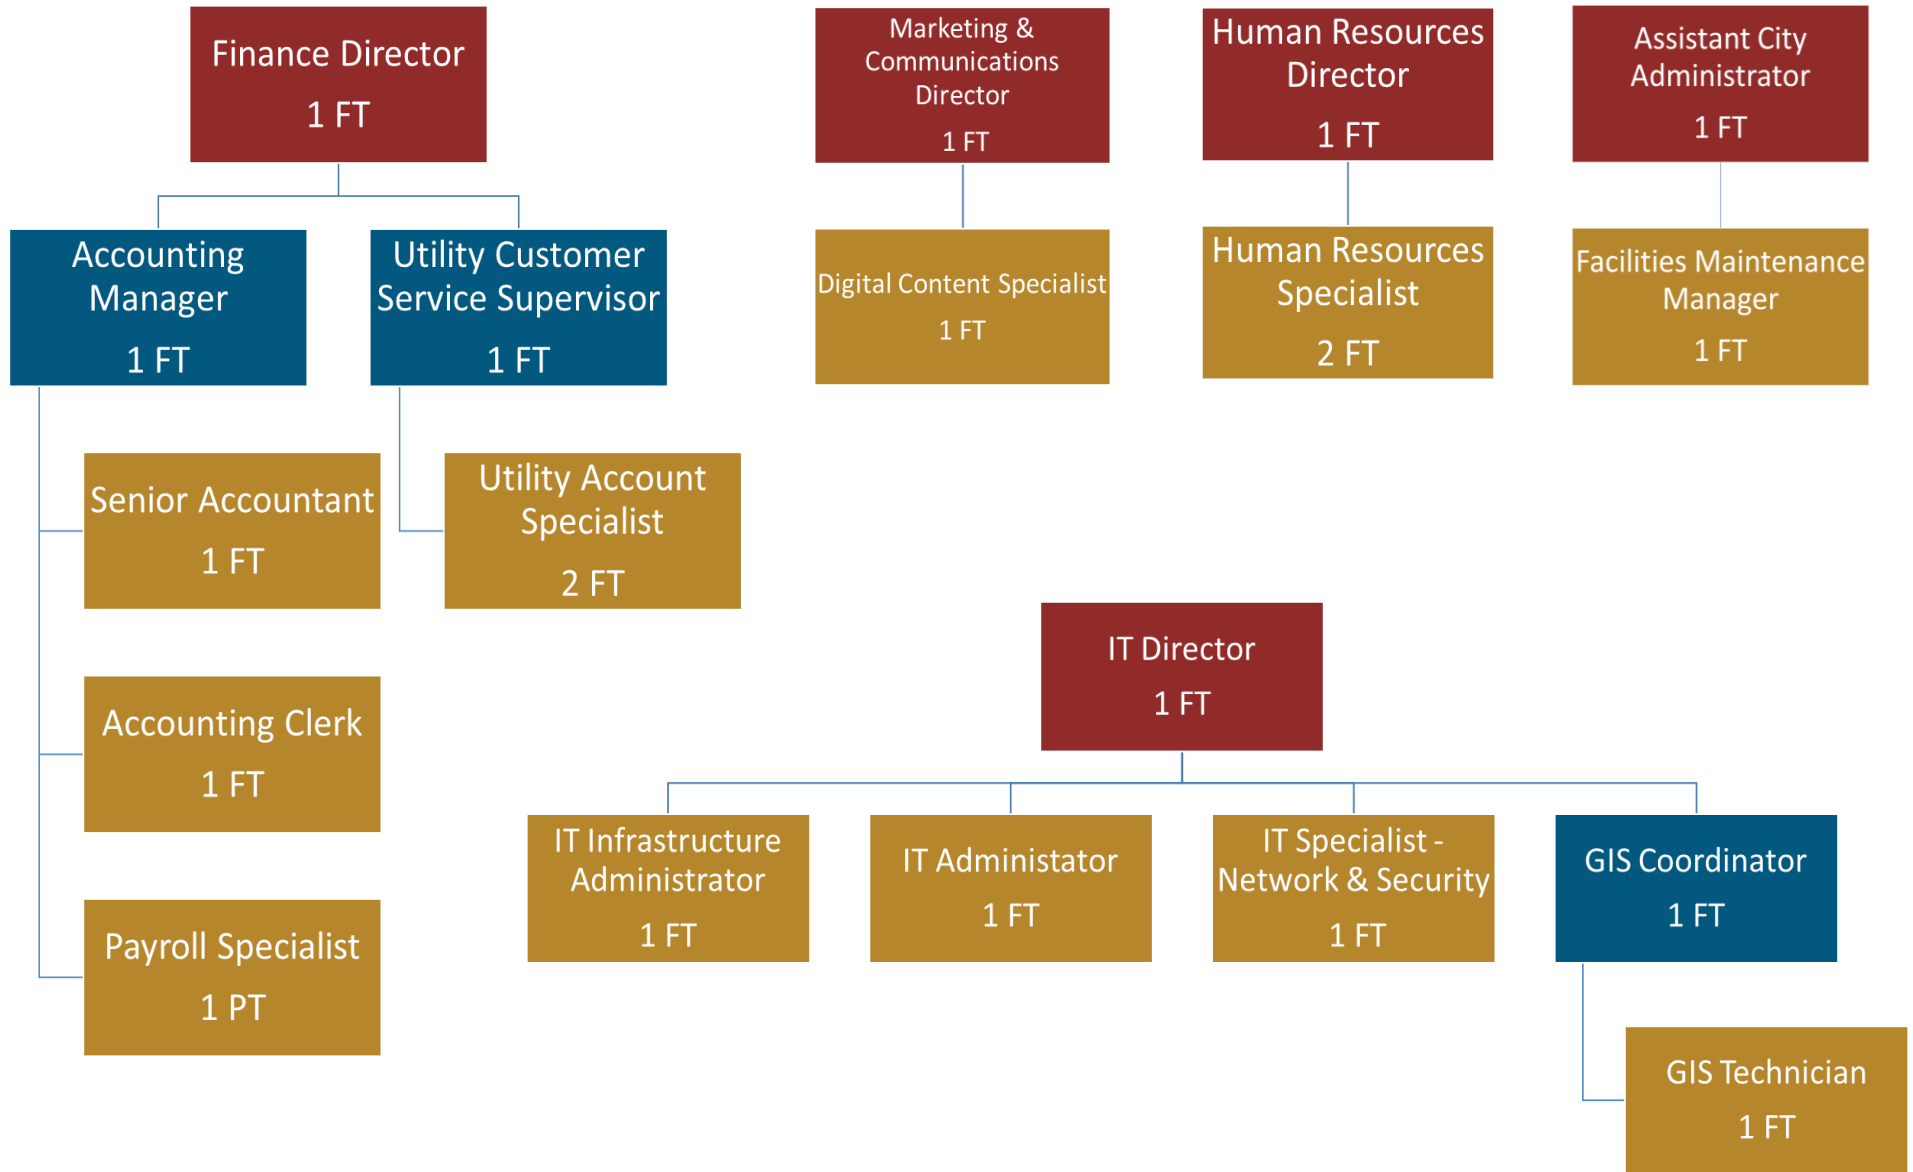 Finance Director
1 FT
Accounting
Manager
1 FT
Utility Customer
Service Supervisor
1 FT
Senior Accountant
1 FT
Accounting Clerk
1 FT
Payroll Specialist
1 PT
Utility Account
Specialist
2 FT
Marketing &
Communications
Director
1 FT
Digital Content Specialist
1 FT
Human Resources
Director
1 FT
Human Resources
Specialist
2 FT
Assistant City
Administrator
1 FT
Facilities Maintenance
Manager
1 FT
IT Director
1 FT
IT Infrastructure
Administrator
1 FT
IT Administator
1 FT
IT Specialist -
Network & Security
1 FT
GIS Coordinator
1 FT
GIS Technician
1 FT